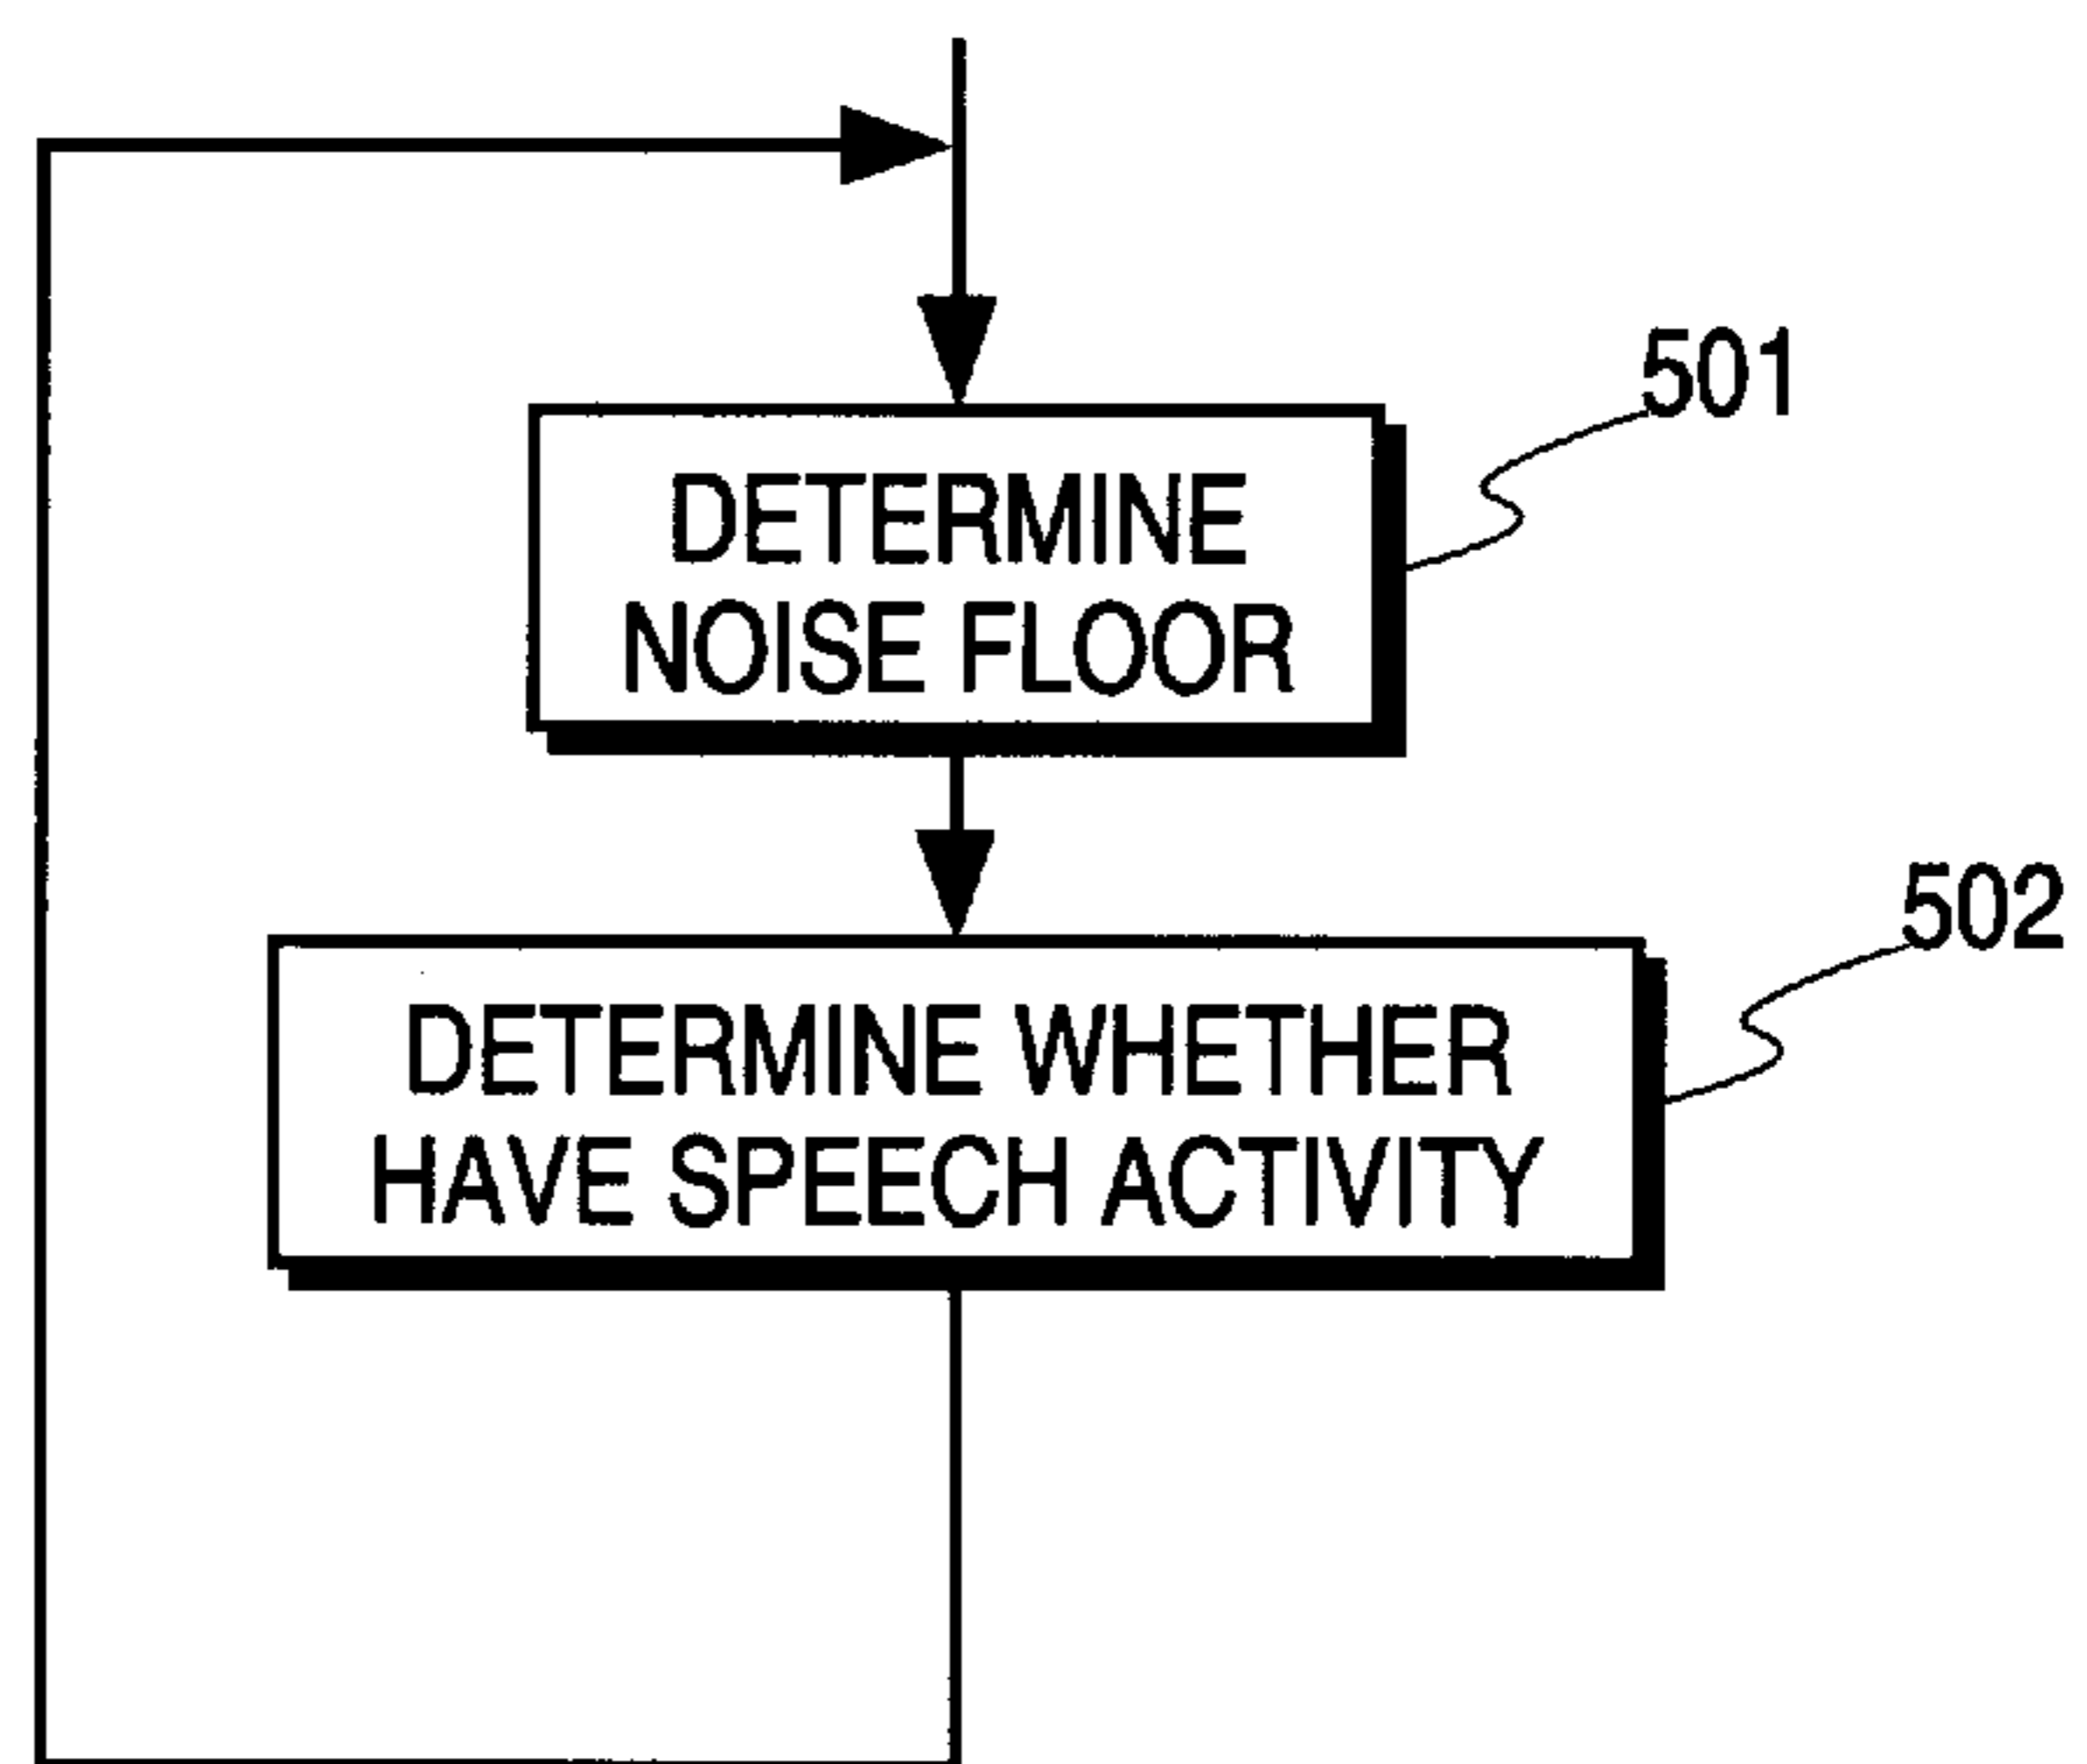 501
DETERMINE
NOISE FLOOR
502
DETERMINE WHETHER
HAVE SPEECH ACTIVITY